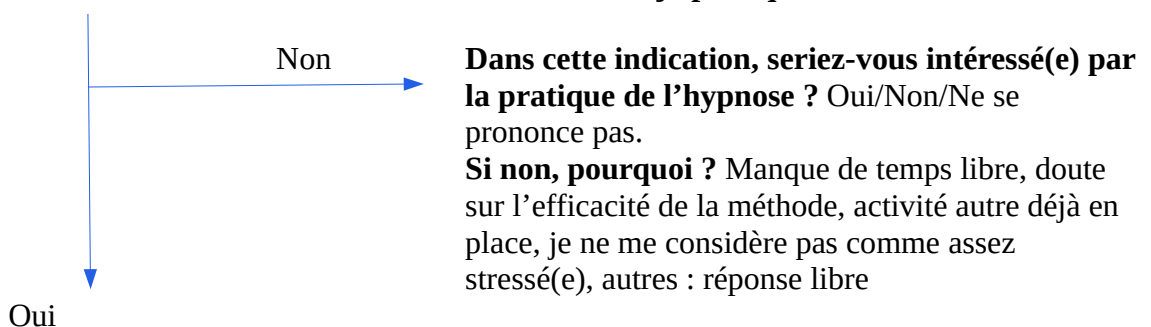 Non
Dans cette indication, seriez-vous intéressé(e) par
la pratique de l’hypnose ? Oui/Non/Ne se
prononce pas.
Si non, pourquoi ? Manque de temps libre, doute
sur l’efficacité de la méthode, activité autre déjà en
place, je ne me considère pas comme assez
stressé(e), autres : réponse libre
Oui